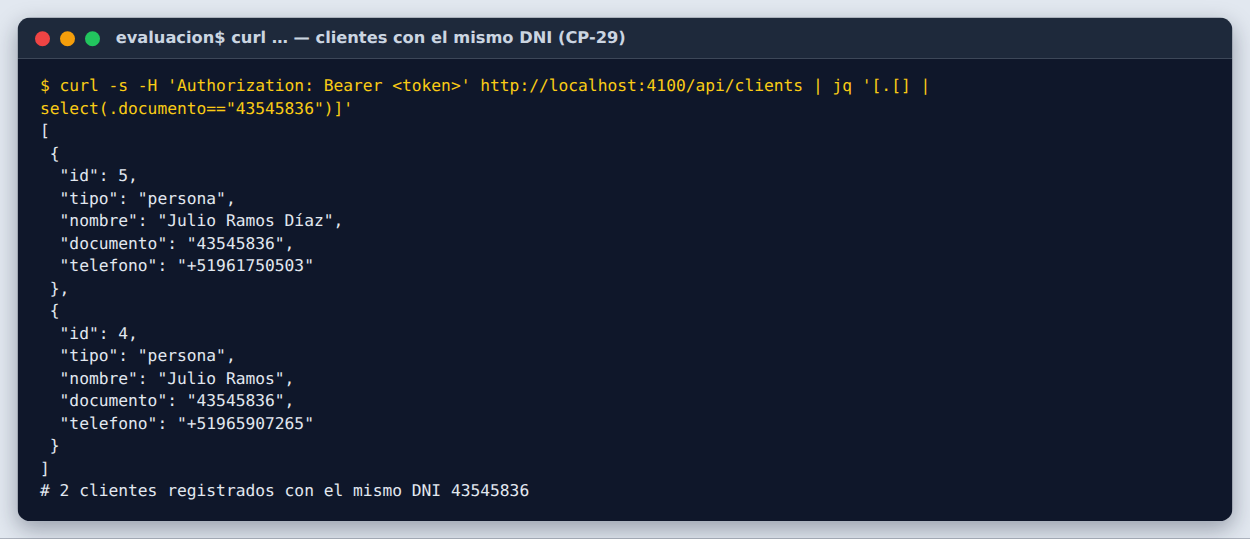 evaluacion$ curl … — clientes con el mismo DNI (CP-29)
$ curl -s -H 'Authorization: Bearer <token>' http://localhost:4100/api/clients | jq '[.[] |
select(.documento=="43545836")]'
[
{
"id": 5,
"tipo": "persona",
"nombre": "Julio Ramos Díaz",
"documento": "43545836",
"telefono": "+51961750503"
},
{
"id": 4,
"tipo": "persona",
"nombre": "Julio Ramos",
"documento": "43545836",
"telefono": "+51965907265"
}
]
# 2 clientes registrados con el mismo DNI 43545836